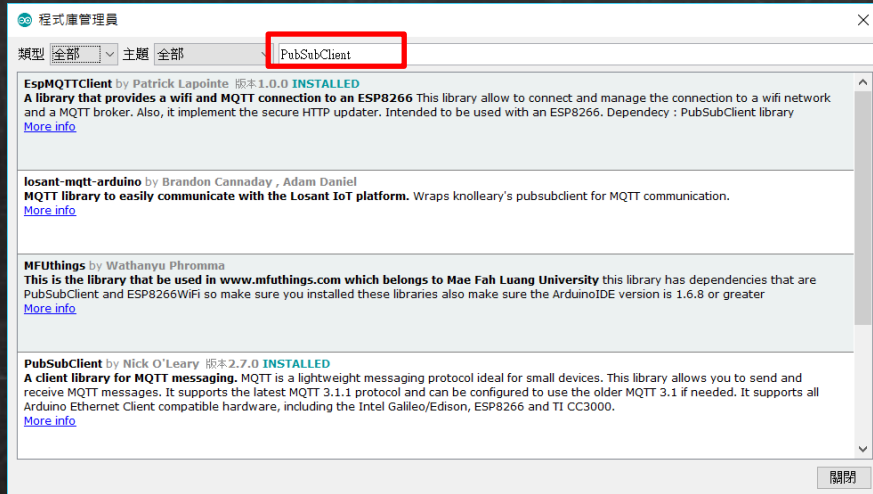 程式庫管理員
類型 全部 主題 全部 PubSubClient
EspMQTTClient by Patrick Lapointe 版本1.0.0 INSTALLED
A library that provides a wifi and MQTT connection to an ESP8266 This library allow to connect and manage the connection to a wifi network
and a MQTT broker. Also, it implement the secure HTTP updater. Intended to be used with an ESP8266. Dependecy : PubSubClient library
More info
losant-mqtt-arduino by Brandon Cannaday , Adam Daniel
MQTT library to easily communicate with the Losant IoT platform. Wraps knolleary's pubsubclient for MQTT communication.
More info
MFUthings by Wathanyu Phromma
This is the library that be used in www.mfuthings.com which belongs to Mae Fah Luang University this library has dependencies that are
PubSubClient and ESP8266WiFi so make sure you installed these libraries also make sure the ArduinoIDE version is 1.6.8 or greater
More info
PubSubClient by Nick O'Leary 版本2.7.0 INSTALLED
A client library for MQTT messaging. MQTT is a lightweight messaging protocol ideal for small devices. This library allows you to send and
receive MQTT messages. It supports the latest MQTT 3.1.1 protocol and can be configured to use the older MQTT 3.1 if needed. It supports all
Arduino Ethernet Client compatible hardware, including the Intel Galileo/Edison, ESP8266 and TI CC3000.
More info
關閉